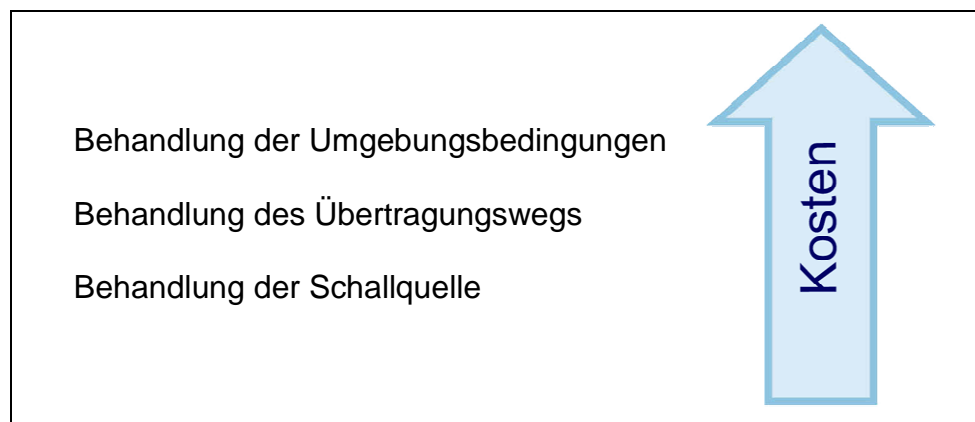 Behandlung der Umgebungsbedingungen
Behandlung des Übertragungswegs
Behandlung der Schallquelle
Kosten